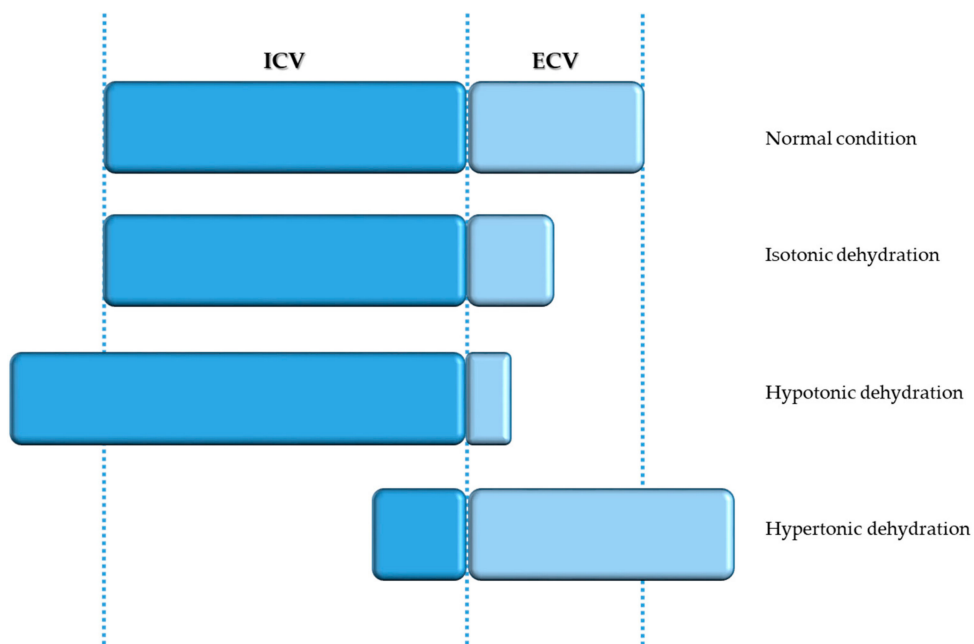 ICV
ECV
Normal condition
Isotonic dehydration
Hypotonic dehydration
Hypertonic dehydration